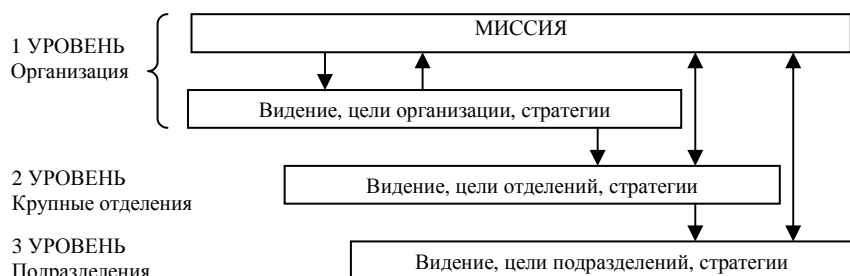 МИССИЯ
1 УРОВЕНЬ
Организация
Видение, цели организации, стратегии
2 УРОВЕНЬ
Крупные отделения
Видение, цели отделений, стратегии
3 УРОВЕНЬ
Подразделения
Видение, цели подразделений, стратегии